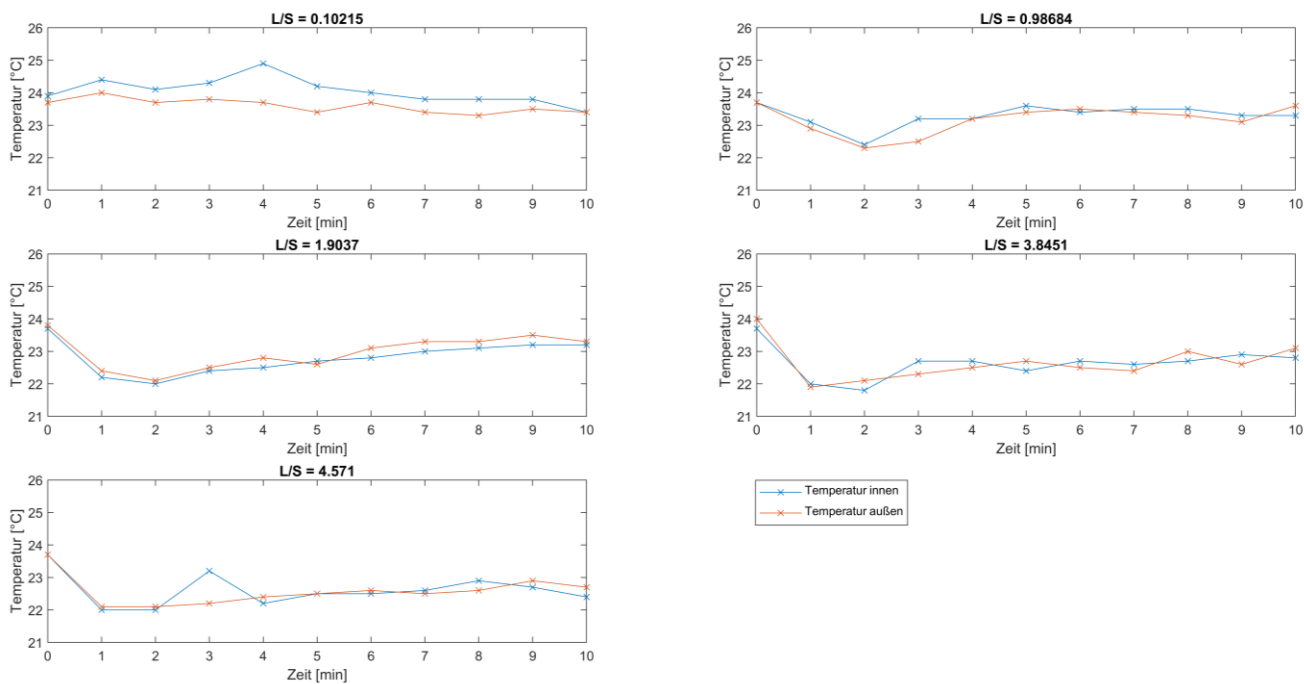 L/S = 0.10215
26
25
24
23
22
21
Temperatur [°C]
0 1 2 3 4 5 6 7 8 9 10
Zeit [min]
L/S = 0.98684
26
25
24
23
22
21
Temperatur [°C]
0 1 2 3 4 5 6 7 8 9 10
Zeit [min]
L/S = 1.9037
26
25
24
23
22
21
Temperatur [°C]
0 1 2 3 4 5 6 7 8 9 10
Zeit [min]
L/S = 3.8451
26
25
24
23
22
21
Temperatur [°C]
0 1 2 3 4 5 6 7 8 9 10
Zeit [min]
L/S = 4.571
26
25
24
23
22
21
Temperatur [°C]
0 1 2 3 4 5 6 7 8 9 10
Zeit [min]
Temperatur innen
Temperatur außen